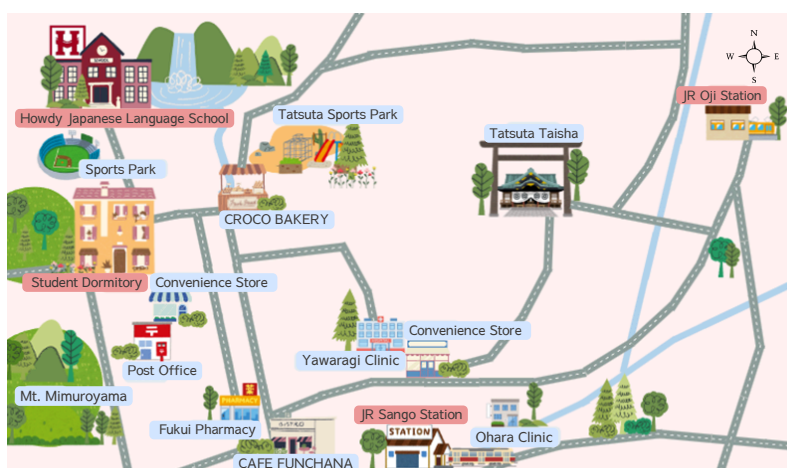 N
W E
S
H
SCHOOL
Howdy Japanese Language School
JR Oji Station
Tatsuta Sports Park
Tatsuta Taisha
Sports Park
CROCO BAKERY
Student Dormitory
Convenience Store
Convenience Store
Yawaragi Clinic
Post Office
Mt. Mimuroyama
PHARMACY
Fukui Pharmacy
JR Sango Station
STATION
Ohara Clinic
CAFE FUNCHANA